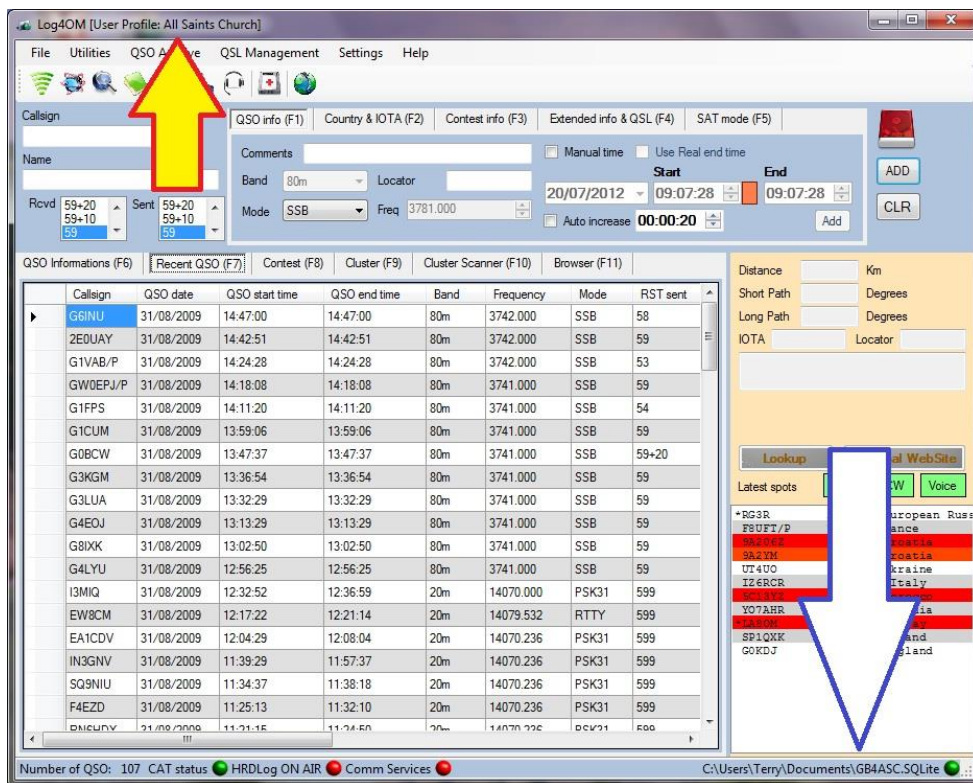 Log4OM [User Profile: All Saints Church]
File Utilities QSO QSL Management Settings Help
Callsign
Name
Rcvd 59+20 59+10 59 Sent 59+20 59+10 59
QSO info (F1) Country & IOTA (F2) Contest info (F3) Extended info & QSL (F4) SAT mode (F5)
Comments Manual time Use Real end time
Start End
Band 80m Locator 20/07/2012 09:07:28 09:07:28
Mode SSB Freq 3781.000 Auto increase 00:00:20 Add
ADD
CLR
QSO Informations (F6) Recent QSO (F7) Contest (F8) Cluster (F9) Cluster Scanner (F10) Browser (F11)
Callsign QSO date QSO start time QSO end time Band Frequency Mode RST sent
G6INU 31/08/2009 14:47:00 14:47:00 80m 3742.000 SSB 58
2E0UAY 31/08/2009 14:42:51 14:42:51 80m 3742.000 SSB 59
G1VAB/P 31/08/2009 14:24:28 14:24:28 80m 3742.000 SSB 53
GW0EPJ/P 31/08/2009 14:18:08 14:18:08 80m 3741.000 SSB 59
G1FPS 31/08/2009 14:11:20 14:11:20 80m 3741.000 SSB 54
G1CUM 31/08/2009 13:59:06 13:59:06 80m 3741.000 SSB 59
G0BCW 31/08/2009 13:47:37 13:47:37 80m 3741.000 SSB 59+20
G3KGM 31/08/2009 13:36:54 13:36:54 80m 3741.000 SSB 59
G3LUA 31/08/2009 13:32:29 13:32:29 80m 3741.000 SSB 59
G4EOJ 31/08/2009 13:13:29 13:13:29 80m 3741.000 SSB 59
G8IXK 31/08/2009 13:02:50 13:02:50 80m 3741.000 SSB 59
G4LYU 31/08/2009 12:56:25 12:56:25 80m 3741.000 SSB 59
I3MIQ 31/08/2009 12:32:52 12:36:59 20m 14070.000 PSK31 599
EW8CM 31/08/2009 12:17:22 12:21:14 20m 14079.532 RTTY 599
EA1CDV 31/08/2009 12:04:29 12:08:04 20m 14070.236 PSK31 599
IN3GNV 31/08/2009 11:39:29 11:57:37 20m 14070.236 PSK31 599
SQ9NIU 31/08/2009 11:34:37 11:38:18 20m 14070.236 PSK31 599
F4EZD 31/08/2009 11:25:13 11:32:10 20m 14070.236 PSK31 599
Distance Km
Short Path Degrees
Long Path Degrees
IOTA Locator
Lookup WebSite
Latest spots Voice
*RG3R Russ
F8UFT/P
9A2YM
UT4UO
IZ6RCR Italy
YO7AHR
SP1QXK
G0KDJ
Number of QSO: 107 CAT status HRDLog ON AIR Comm Services C:\Users\Terry\Documents\GB4ASC.SQLite